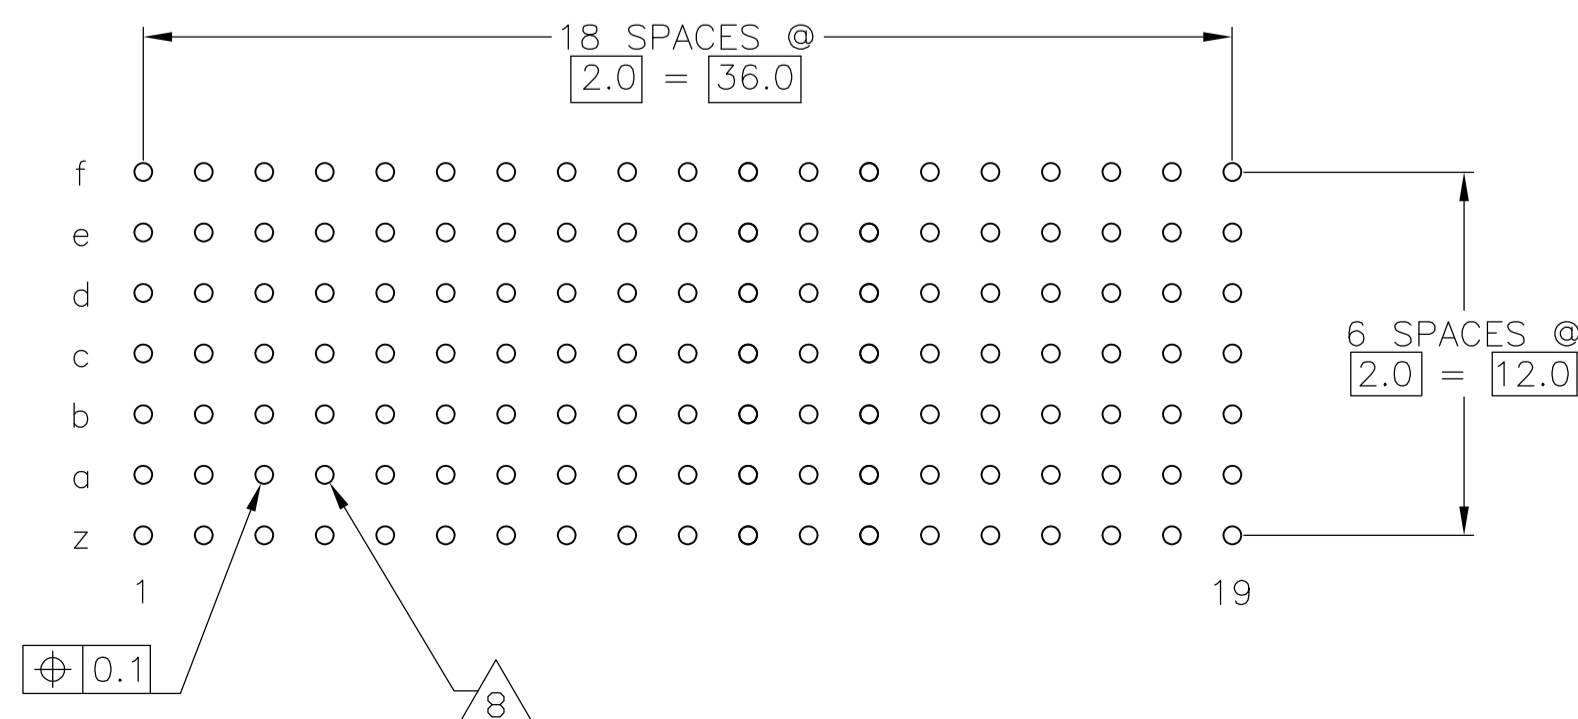 18 SPACES @
2.0 = 36.0
f
e
d
c
6 SPACES @
2.0 = 12.0
b
a
z
1
19
⌖ 0.1
8